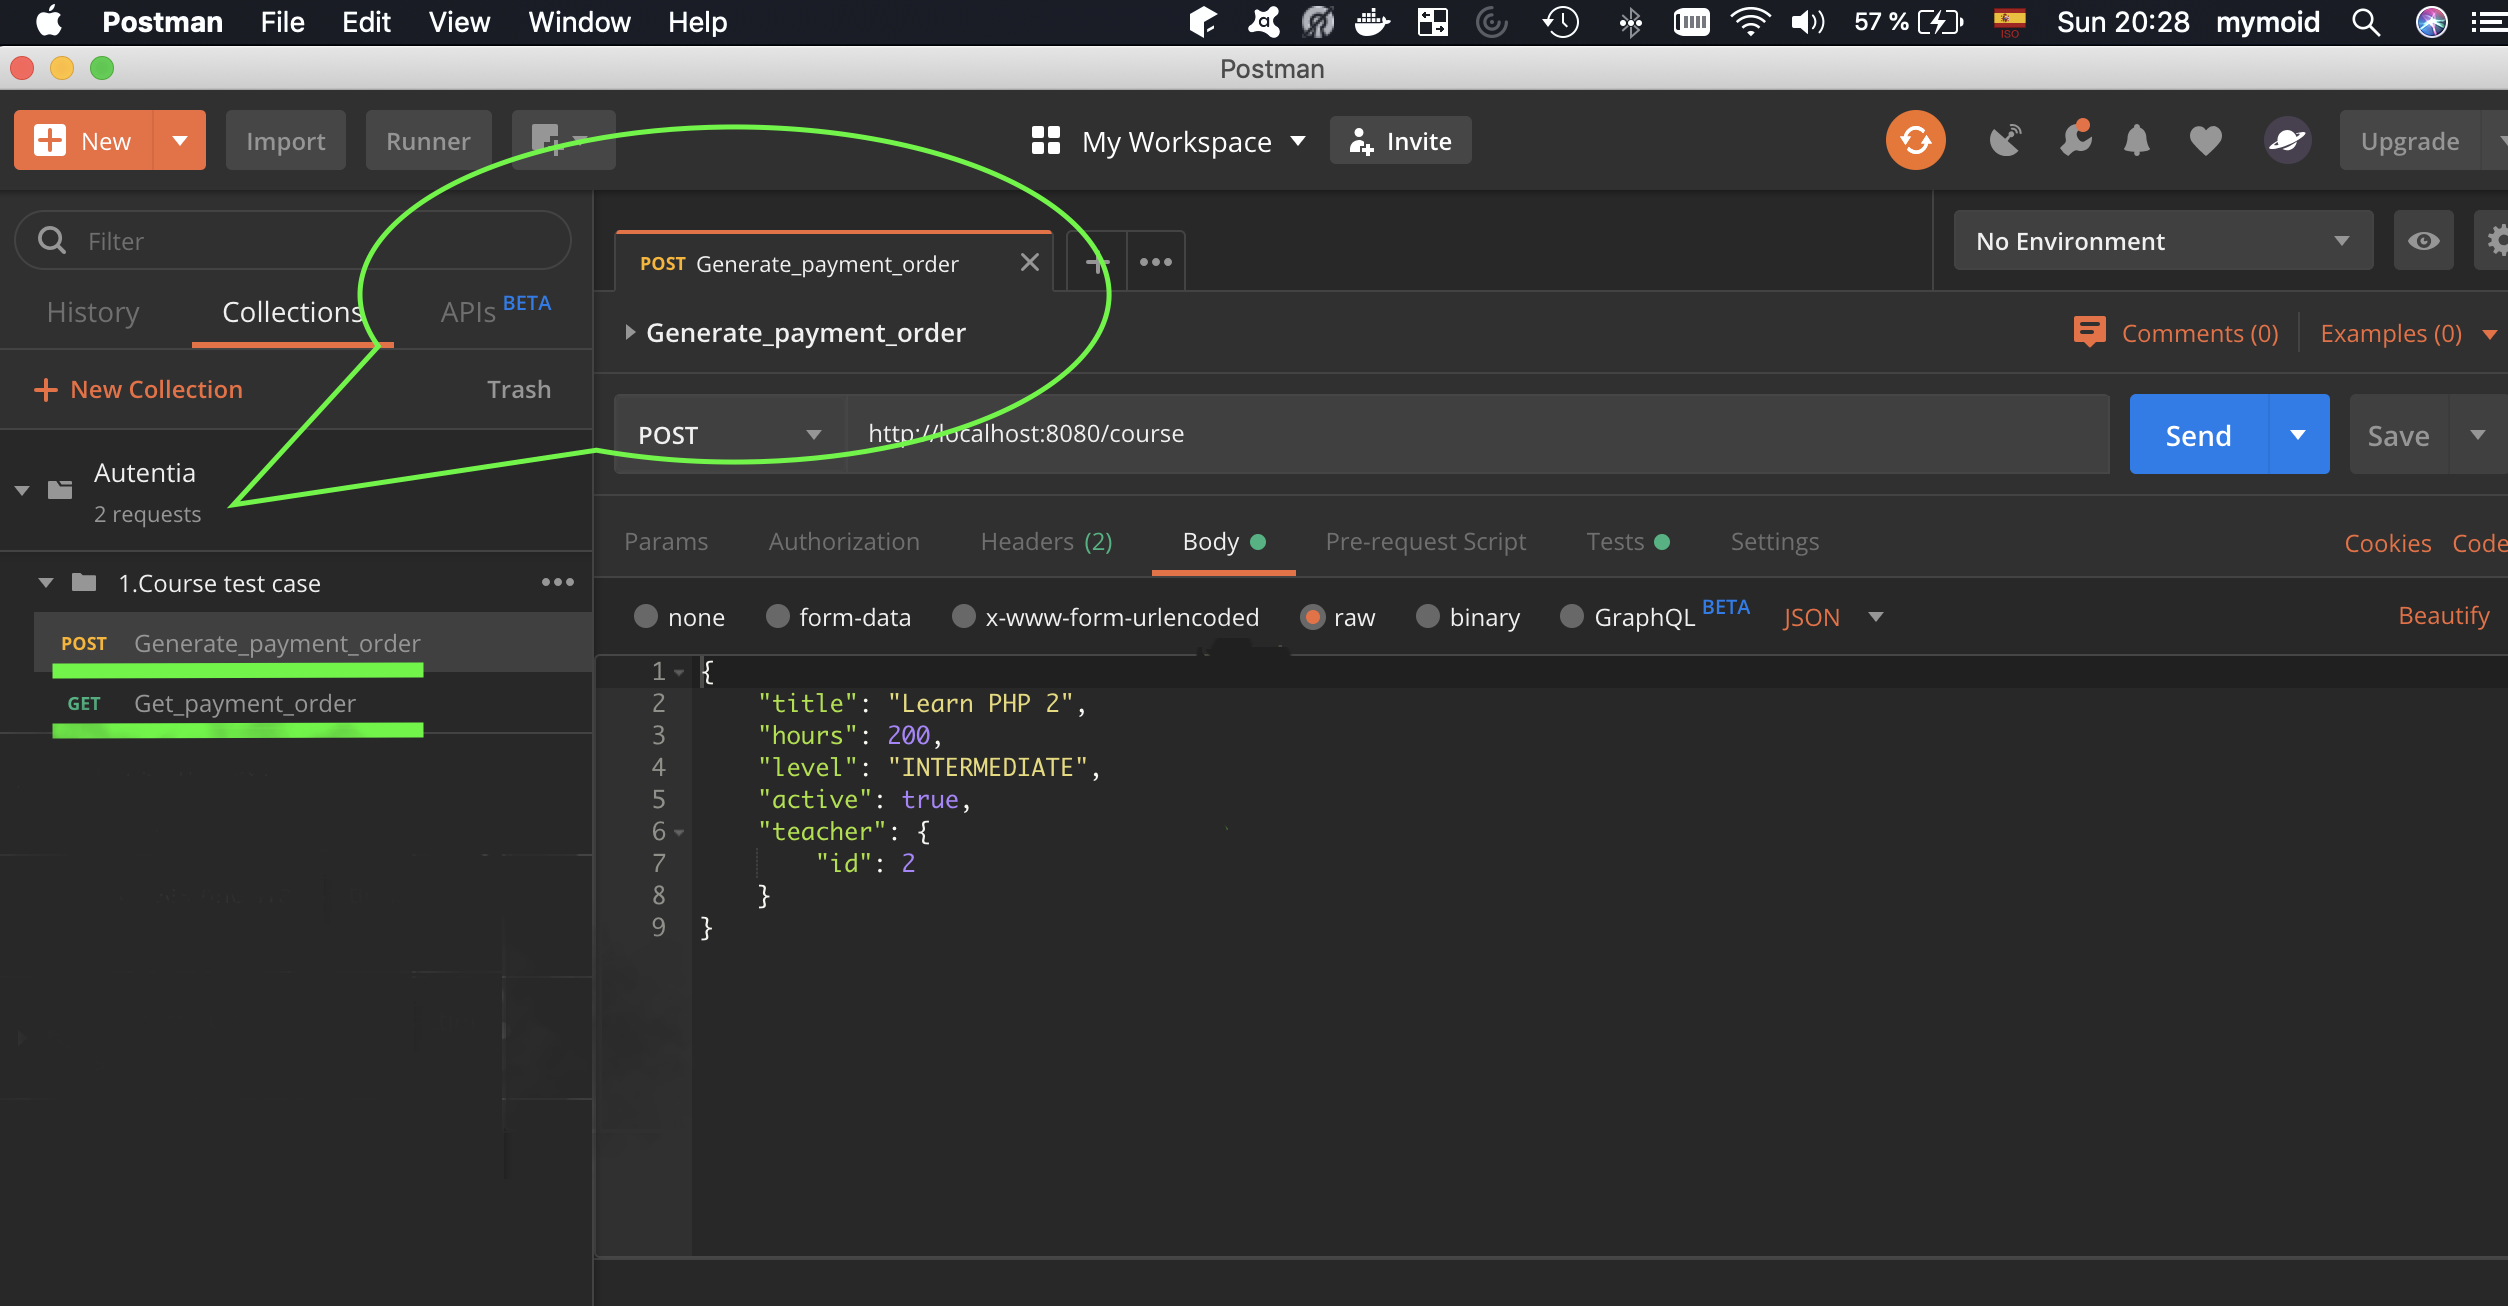 Postman File Edit View Window Help 57 % ISO Sun 20:28 mymoid
Postman
New Import Runner My Workspace Invite Upgrade
Filter
POST Generate_payment_order
No Environment
History Collections APIs BETA
Generate_payment_order
Comments (0) Examples (0)
New Collection Trash
POST http://localhost:8080/course Send Save
Autentia
2 requests
Params Authorization Headers (2) Body Pre-request Script Tests Settings Cookies Code
1.Course test case
none form-data x-www-form-urlencoded raw binary GraphQL BETA JSON Beautify
POST Generate_payment_order
GET Get_payment_order
1 {
2 "title": "Learn PHP 2",
3 "hours": 200,
4 "level": "INTERMEDIATE",
5 "active": true,
6 "teacher": {
7 "id": 2
8 }
9 }